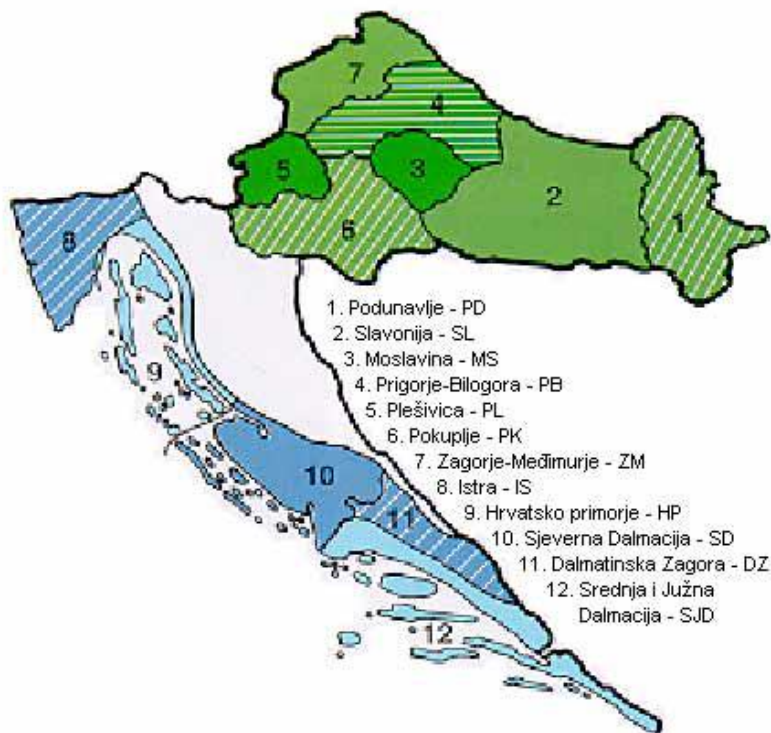 7
4
5
3
2
1
6
8
1. Podunavlje - PD
2. Slavonija - SL
3. Moslavina - MS
9
4. Prigorje-Bilogora - PB
5. Plešivica - PL
6. Pokuplje - PK
7. Zagorje-Međimurje - ZM
8. Istra - IS
10
9. Hrvatsko primorje - HP
11
10. Sjeverna Dalmacija - SD
11. Dalmatinska Zagora - DZ
12
12. Srednja i Južna
Dalmacija - SJD